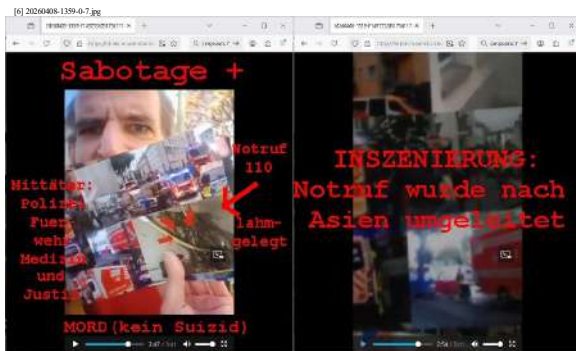 [6] 20260408-1359-0-7.jpg
Sabotage +
Notruf
110
Mittäter:
Polizei
Feuer
wehr
Medizin
und
Justiz
lahm-
gelegt
MORD(kein Suizid)
INSZENIERUNG:
Notruf wurde nach
Asien umgeleitet